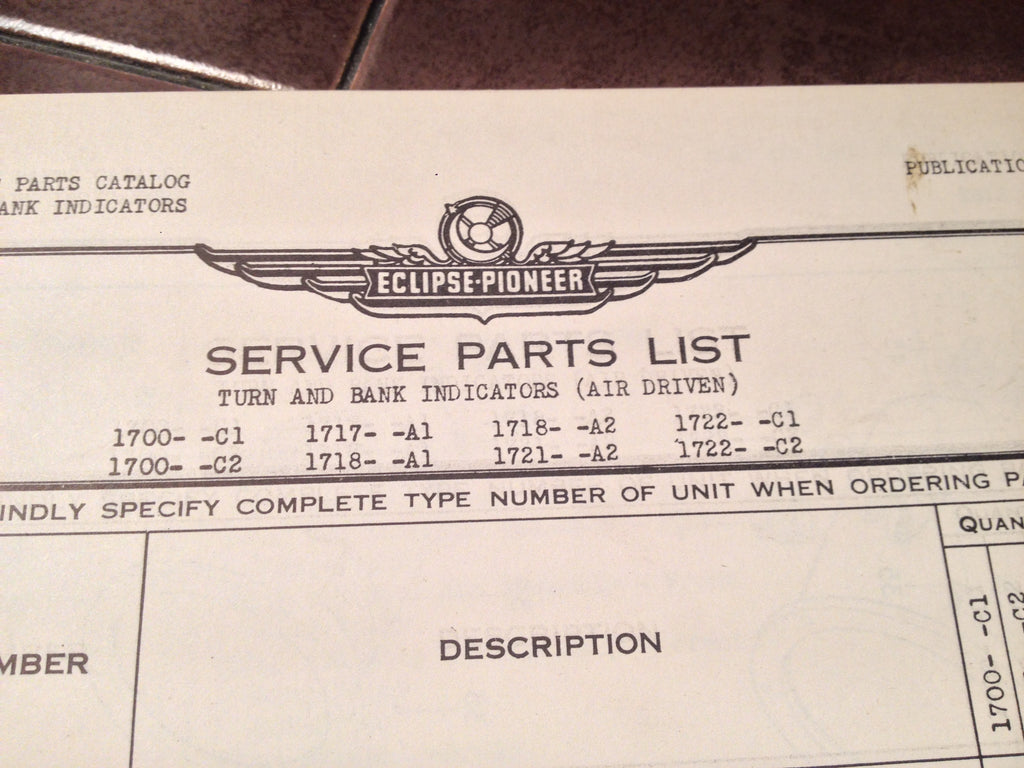 PARTS CATALOG
ANK INDICATORS
PUBLICATIO
ECLIPSE-PIONEER
SERVICE PARTS LIST
TURN AND BANK INDICATORS (AIR DRIVEN)
1700- -C1 1717- -A1 1718- -A2 1722- -C1
1700- -C2 1718- -A1 1721- -A2 1722- -C2
INDLY SPECIFY COMPLETE TYPE NUMBER OF UNIT WHEN ORDERING PA
MBER
DESCRIPTION
QUAN
1700- -C1
-C2